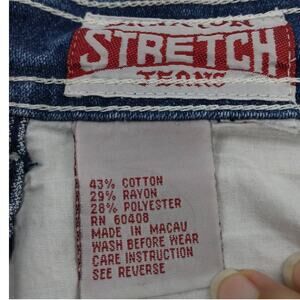 STRETCH
JEANS
43% COTTON
29% RAYON
28% POLYESTER
RN 60408
MADE IN MACAU
WASH BEFORE WEAR
CARE INSTRUCTION
SEE REVERSE